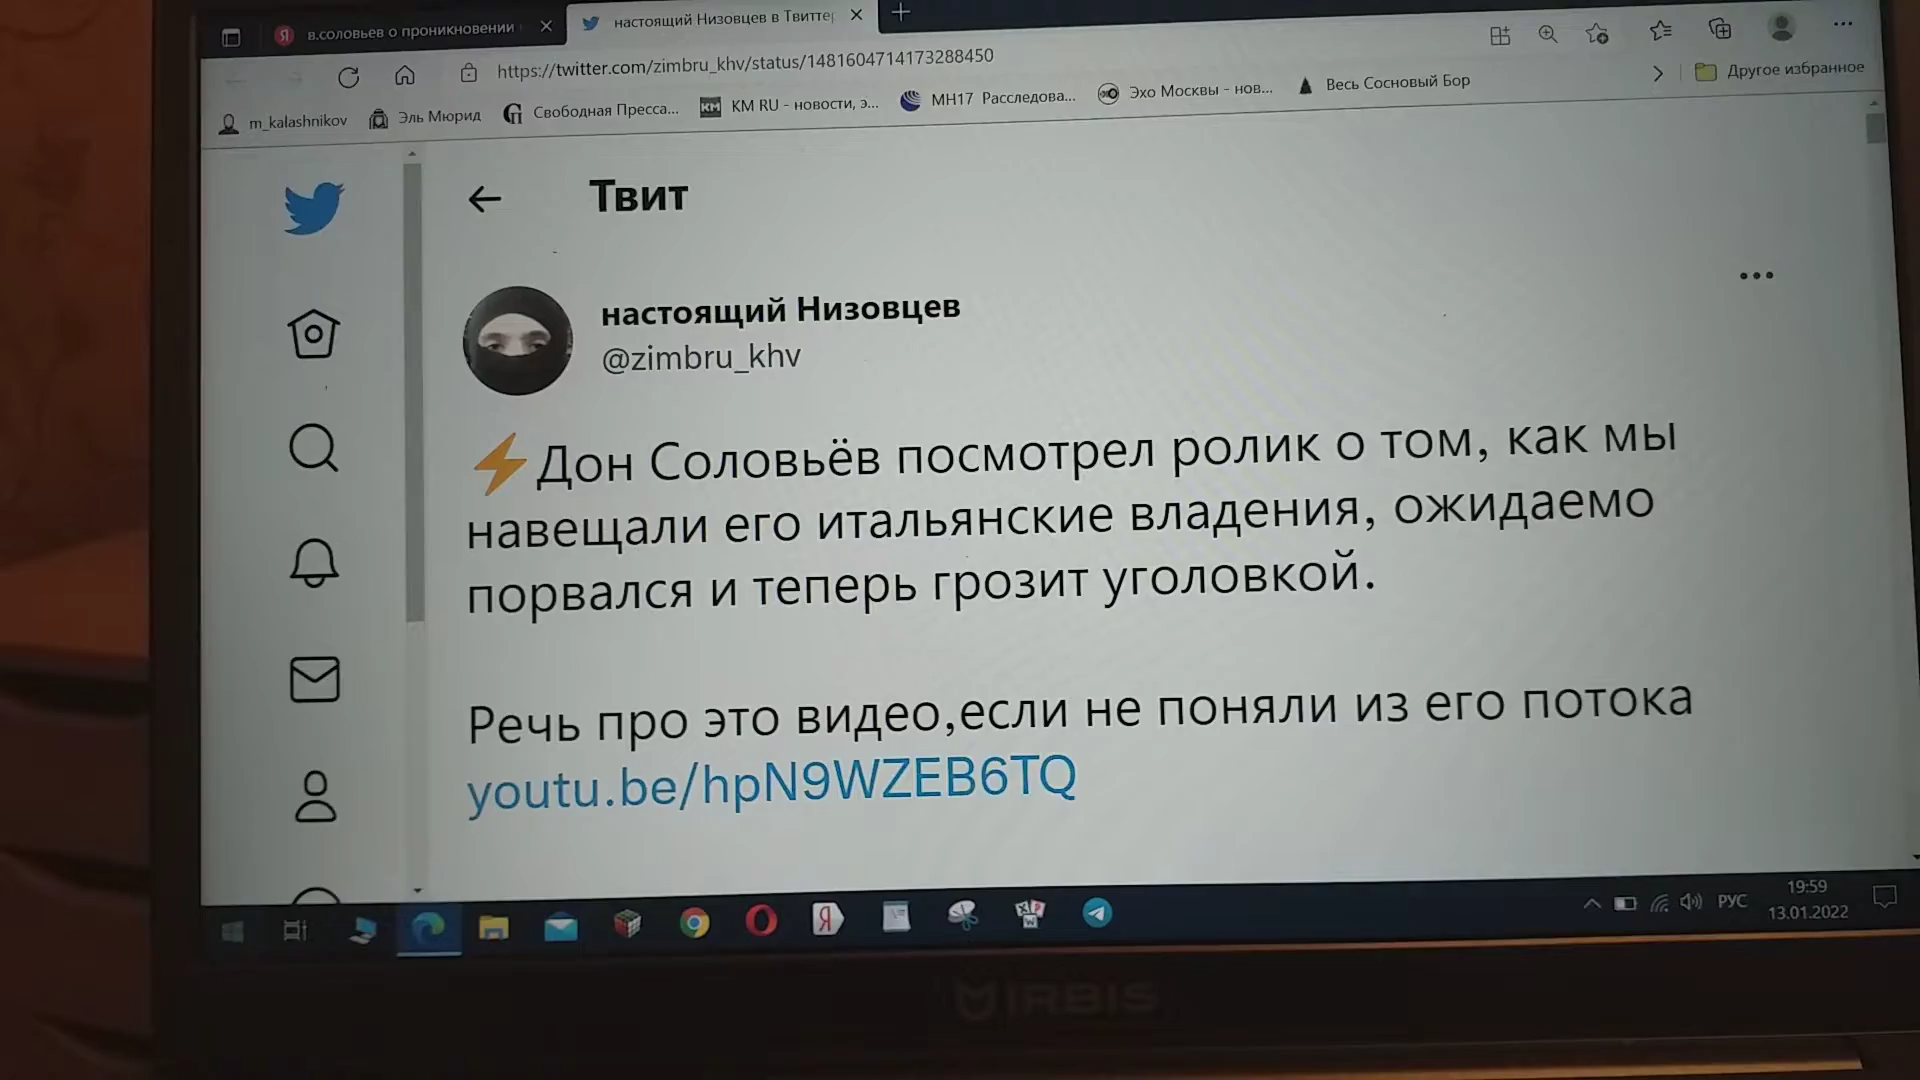 в.соловьев о проникновении
настоящий Низовцев в Твиттер
https://twitter.com/zimbru_khv/status/1481604714173288450
m_kalashnikov
Эль Мюрид
Свободная Пресса...
KM RU - новости, э...
MH17 Расследова...
Эхо Москвы - нов...
Весь Сосновый Бор
Другое избранное
Твит
настоящий Низовцев
@zimbru_khv
⚡Дон Соловьёв посмотрел ролик о том, как мы
навещали его итальянские владения, ожидаемо
порвался и теперь грозит уголовкой.
Речь про это видео,если не поняли из его потока
youtu.be/hpN9WZEB6TQ
РУС
19:59
13.01.2022
IRBIS